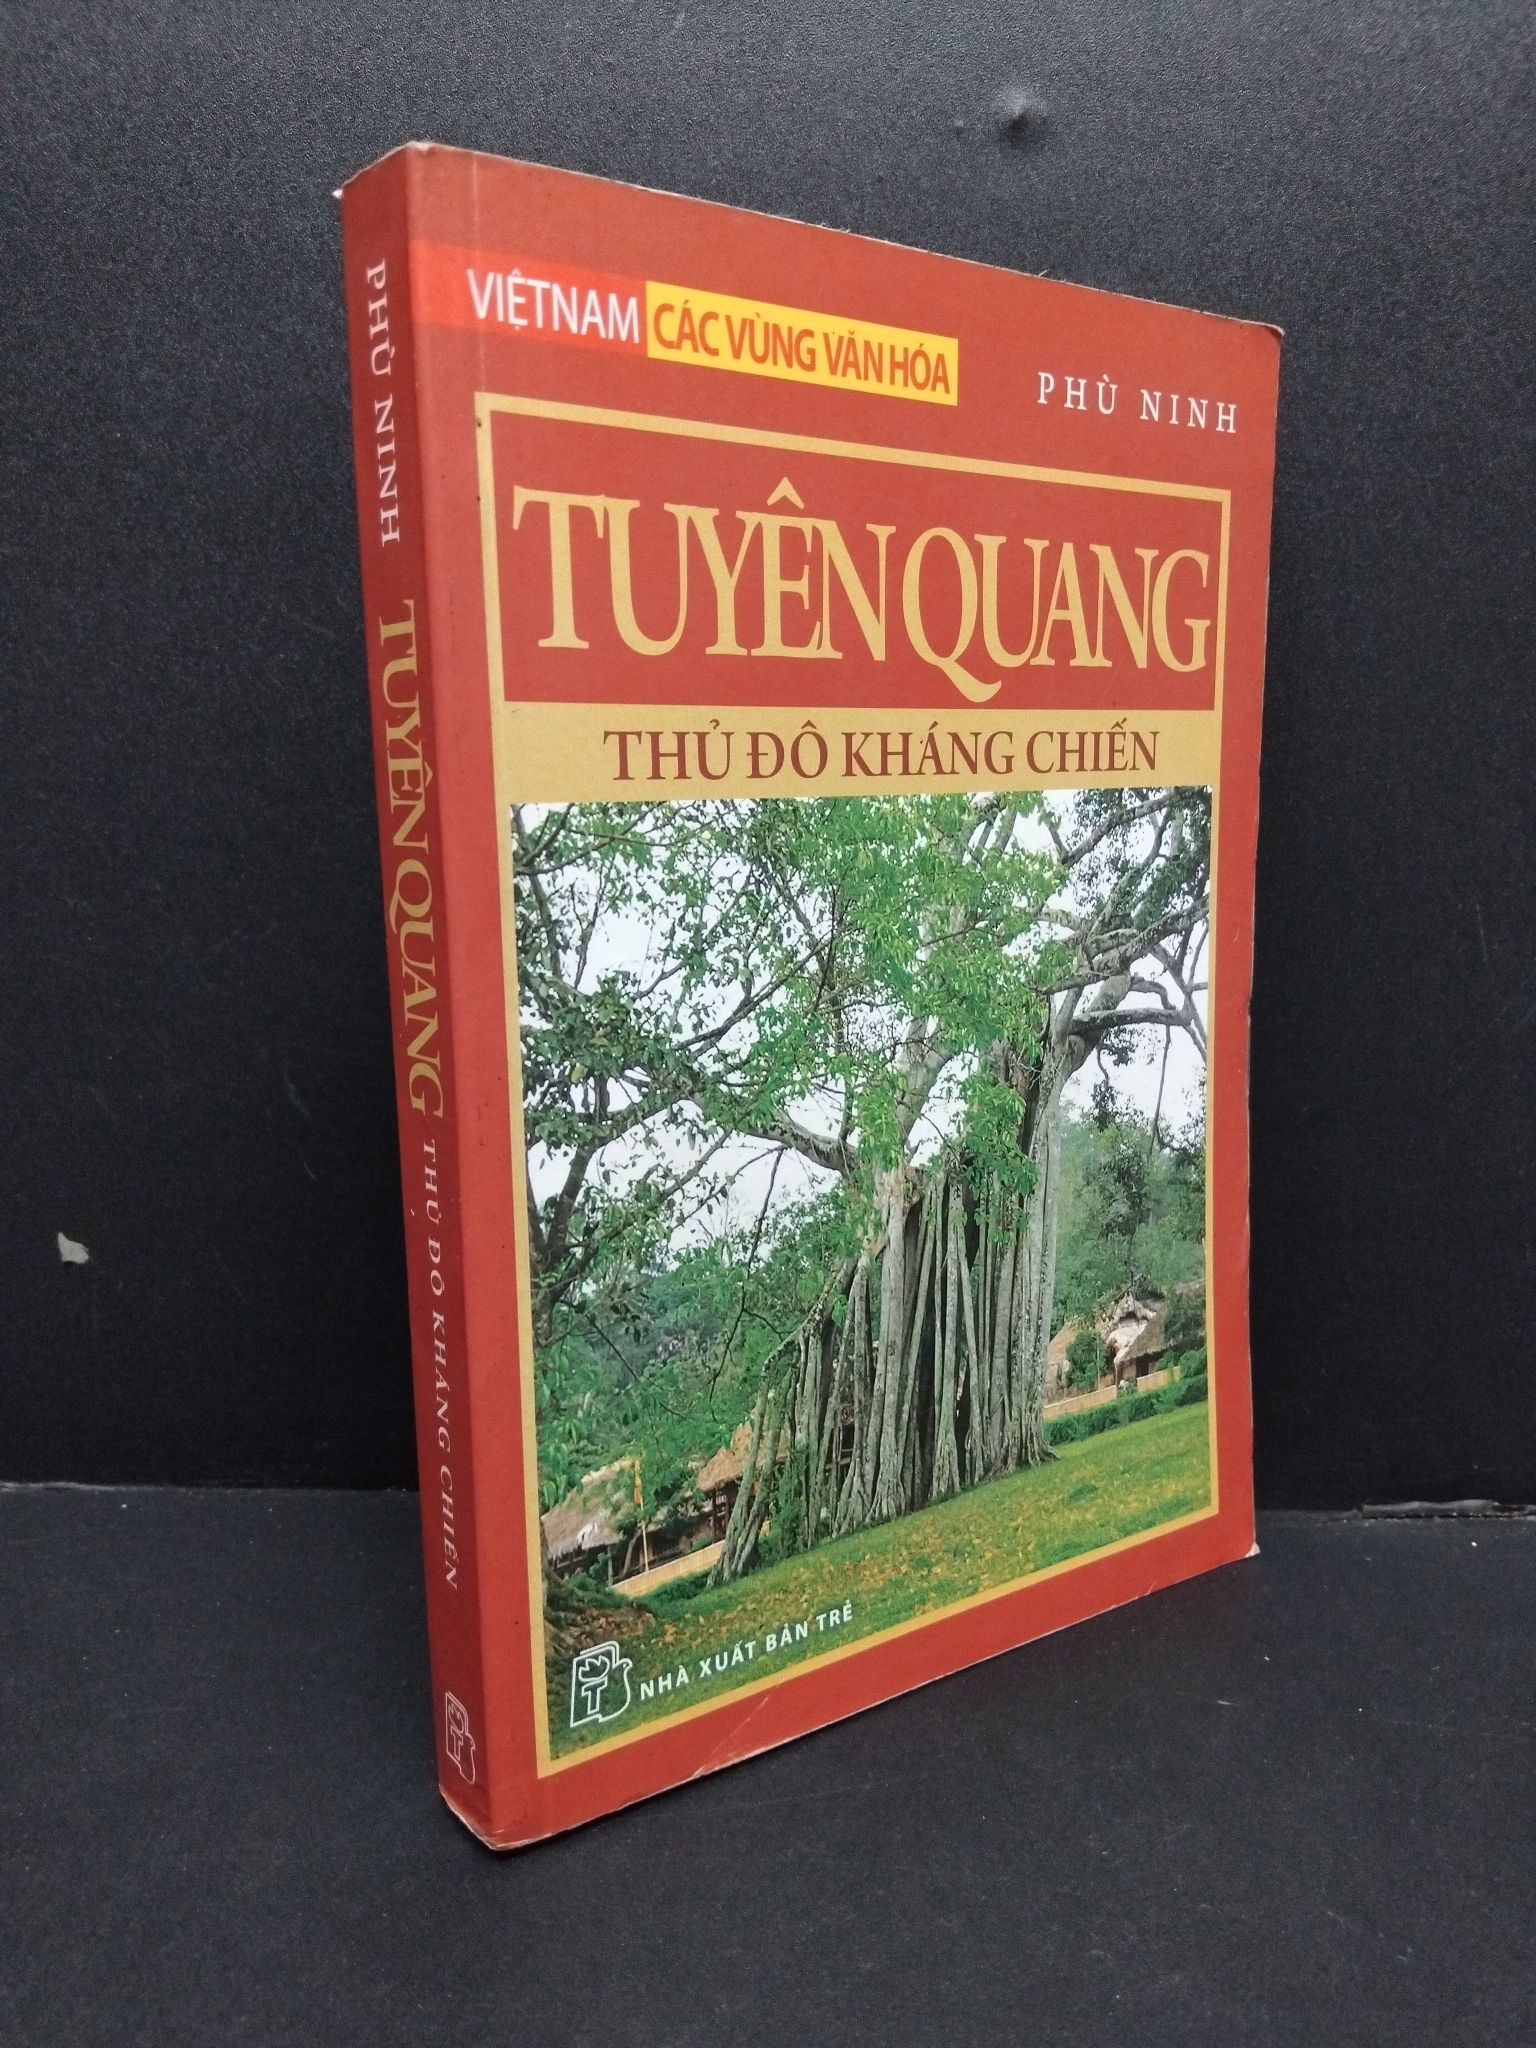 VIỆTNAM CÁC VÙNG VĂN HÓA
PHÙ NINH
TUYÊN QUANG
THỦ ĐÔ KHÁNG CHIẾN
NHÀ XUẤT BẢN TRẺ
PHÙ NINH TUYÊN QUANG THỦ ĐÔ KHÁNG CHIẾN